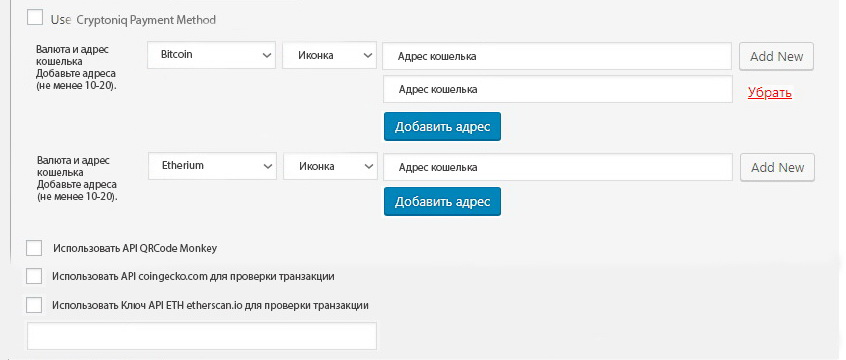 Use Cryptoniq Payment Method
Валюта и адрес
кошелька
Добавьте адреса
(не менее 10-20).
Bitcoin
Иконка
Адрес кошелька
Add New
Адрес кошелька
Убрать
Добавить адрес
Валюта и адрес
кошелька
Добавьте адреса
(не менее 10-20).
Etherium
Иконка
Адрес кошелька
Add New
Добавить адрес
Использовать API QRCode Monkey
Использовать API coingecko.com для проверки транзакции
Использовать Ключ API ETH etherscan.io для проверки транзакции